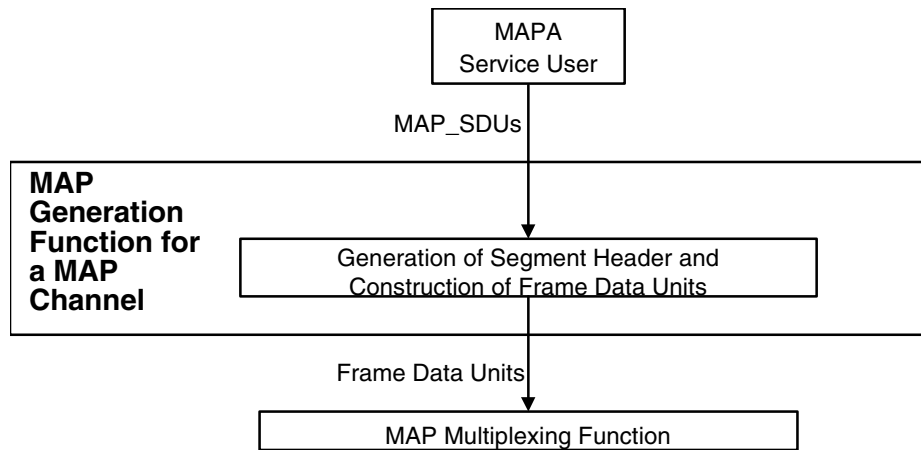 MAPA
Service User
MAP_SDUs
MAP
Generation
Function for
a MAP
Channel
Generation of Segment Header and
Construction of Frame Data Units
Frame Data Units
MAP Multiplexing Function